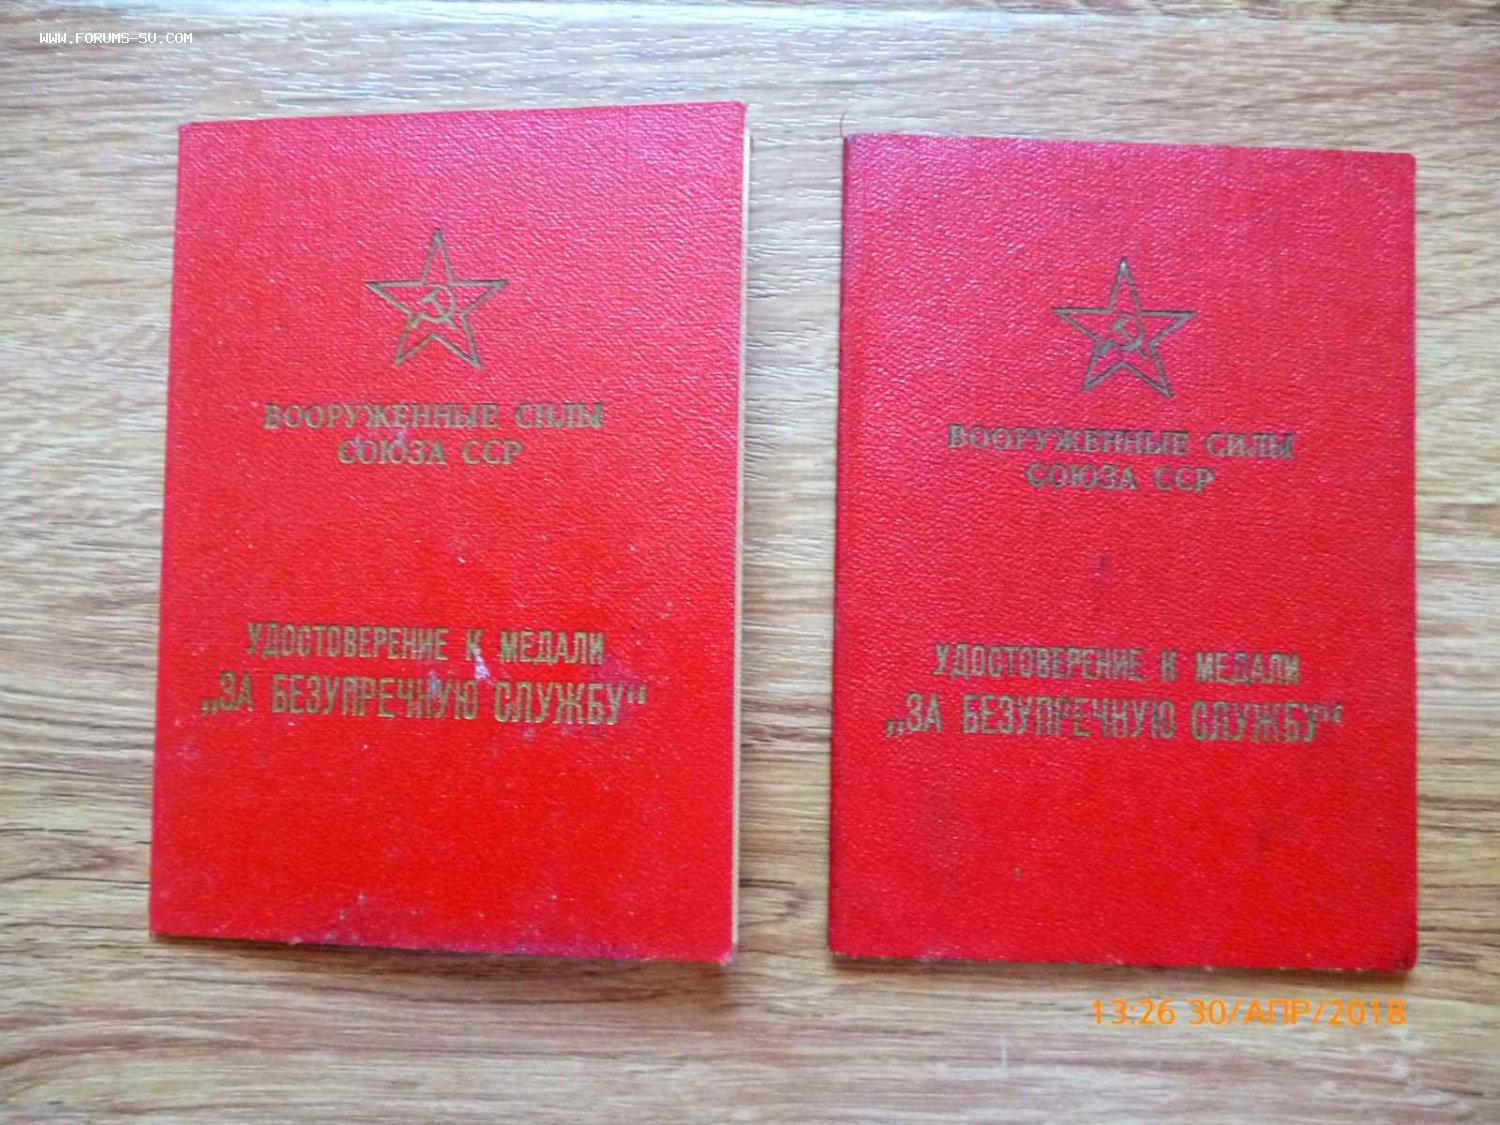 WWW.FORUMS-SU.COM
ВООРУЖЕННЫЕ СИЛЫ
СОЮЗА ССР
УДОСТОВЕРЕНИЕ К МЕДАЛИ
„ЗА БЕЗУПРЕЧНУЮ СЛУЖБУ“
ВООРУЖЕННЫЕ СИЛЫ
СОЮЗА ССР
УДОСТОВЕРЕНИЕ К МЕДАЛИ
„ЗА БЕЗУПРЕЧНУЮ СЛУЖБУ“
13:26 30/АПР/2018